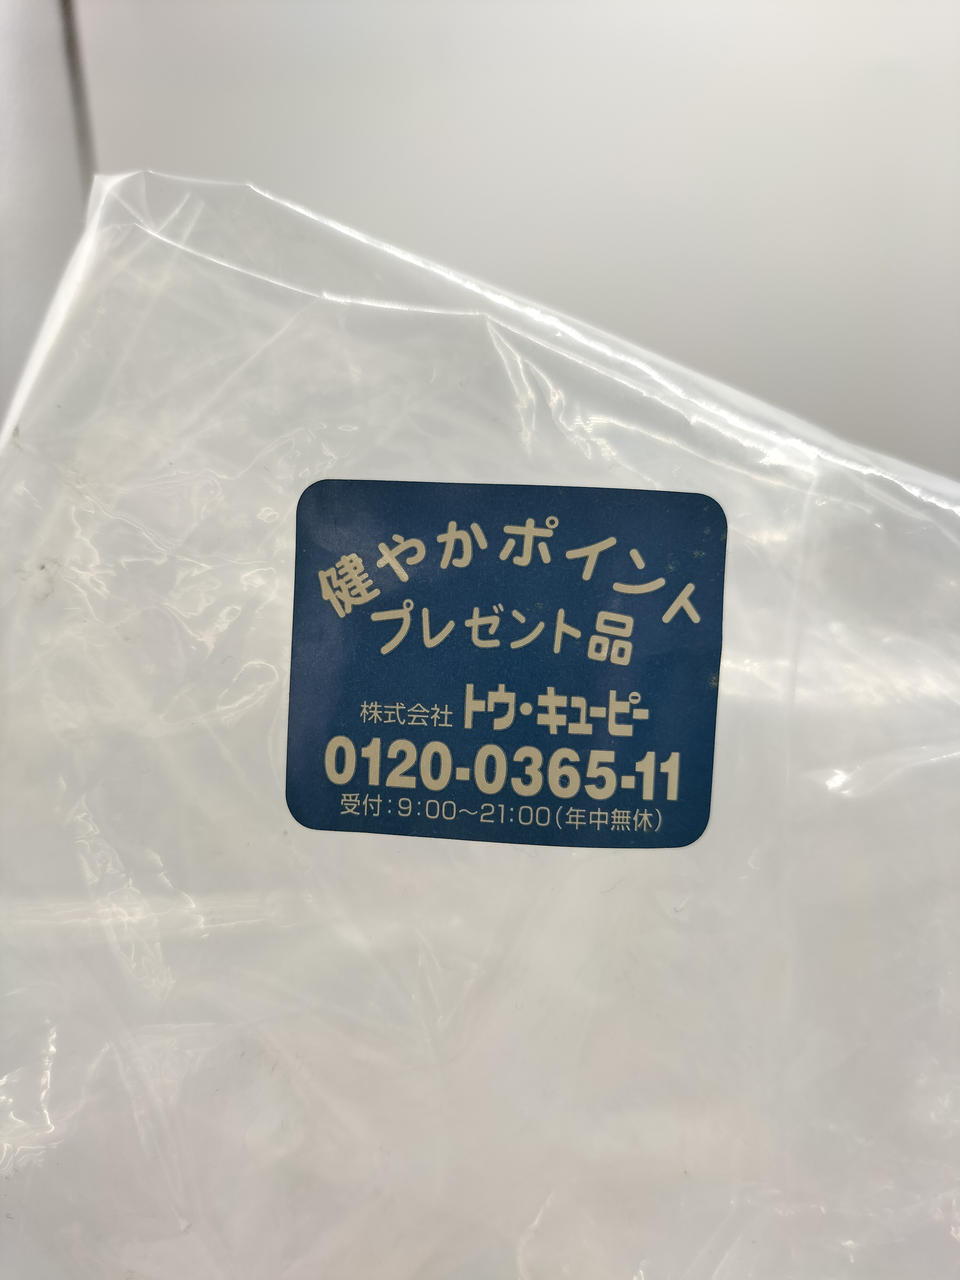 健やかポイント
プレゼント品
株式会社 トウ・キューピー
0120-0365-11
受付:9:00～21:00(年中無休)